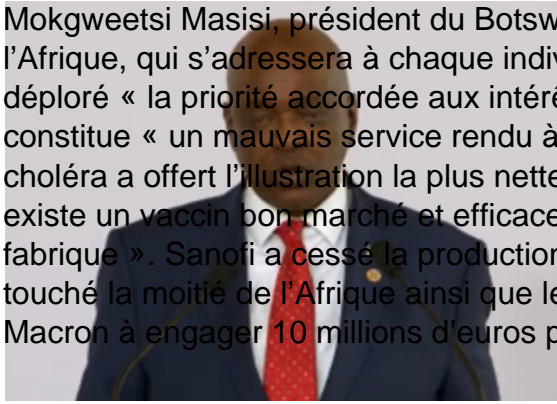 Mokgweetsi Masisi, président du Botsw
l’Afrique, qui s’adressera à chaque indiv
déploré « la priorité accordée aux intérê
constitue « un mauvais service rendu à
choléra a offert l’illustration la plus nette
existe un vaccin bon marché et efficace
fabrique ». Sanofi a cessé la production
touché la moitié de l’Afrique ainsi que le
Macron à engager 10 millions d’euros p